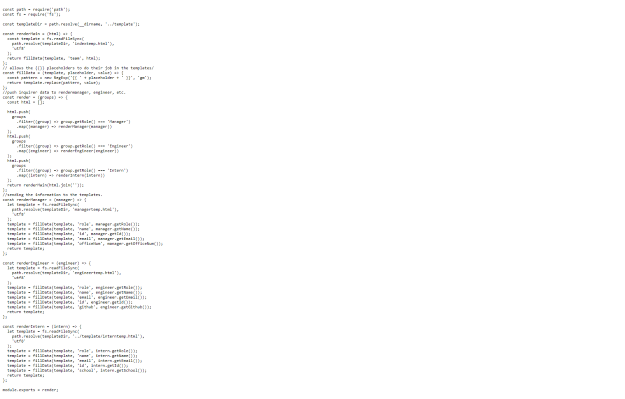 const path = require('path');
const fs = require('fs');

const templateDir = path.resolve(__dirname, '../template');

const renderMain = (html) => {
  const template = fs.readFileSync(
    path.resolve(templateDir, 'indextemp.html'),
    'utf8'
  );
  return fillData(template, 'team', html);
};
// allows the {{}} placeholders to do their job in the templates/
const fillData = (template, placeholder, value) => {
  const pattern = new RegExp('{{ ' + placeholder + ' }}', 'gm');
  return template.replace(pattern, value);
};
//push inquirer data to rendermanager, engineer, etc.
const render = (groups) => {
  const html = [];

  html.push(
    groups
      .filter((group) => group.getRole() === 'Manager')
      .map((manager) => renderManager(manager))
  );
  html.push(
    groups
      .filter((group) => group.getRole() === 'Engineer')
      .map((engineer) => renderEngineer(engineer))
  );
  html.push(
    groups
      .filter((group) => group.getRole() === 'Intern')
      .map((intern) => renderIntern(intern))
  );
  return renderMain(html.join(''));
};
//sending the information to the templates.
const renderManager = (manager) => {
  let template = fs.readFileSync(
    path.resolve(templateDir, 'managertemp.html'),
    'utf8'
  );
  template = fillData(template, 'role', manager.getRole());
  template = fillData(template, 'name', manager.getName());
  template = fillData(template, 'id', manager.getId());
  template = fillData(template, 'email', manager.getEmail());
  template = fillData(template, 'officeNum', manager.getOfficeNum());
  return template;
};

const renderEngineer = (engineer) => {
  let template = fs.readFileSync(
    path.resolve(templateDir, 'engineertemp.html'),
    'utf8'
  );
  template = fillData(template, 'role', engineer.getRole());
  template = fillData(template, 'name', engineer.getName());
  template = fillData(template, 'email', engineer.getEmail());
  template = fillData(template, 'id', engineer.getId());
  template = fillData(template, 'github', engineer.getGithub());
  return template;
};

const renderIntern = (intern) => {
  let template = fs.readFileSync(
    path.resolve(templateDir, '../template/interntemp.html'),
    'utf8'
  );
  template = fillData(template, 'role', intern.getRole());
  template = fillData(template, 'name', intern.getName());
  template = fillData(template, 'email', intern.getEmail());
  template = fillData(template, 'id', intern.getId());
  template = fillData(template, 'school', intern.getSchool());
  return template;
};

module.exports = render;